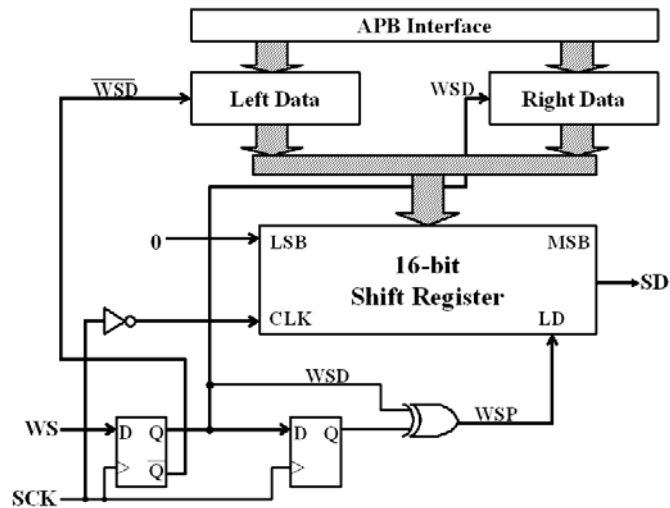 APB Interface
W̅S̅D̅
Left Data
WSD
Right Data
0
LSB
MSB
16-bit
Shift Register
SD
CLK
LD
WSD
WS
D
Q
D
Q
WSP
Q̅
SCK